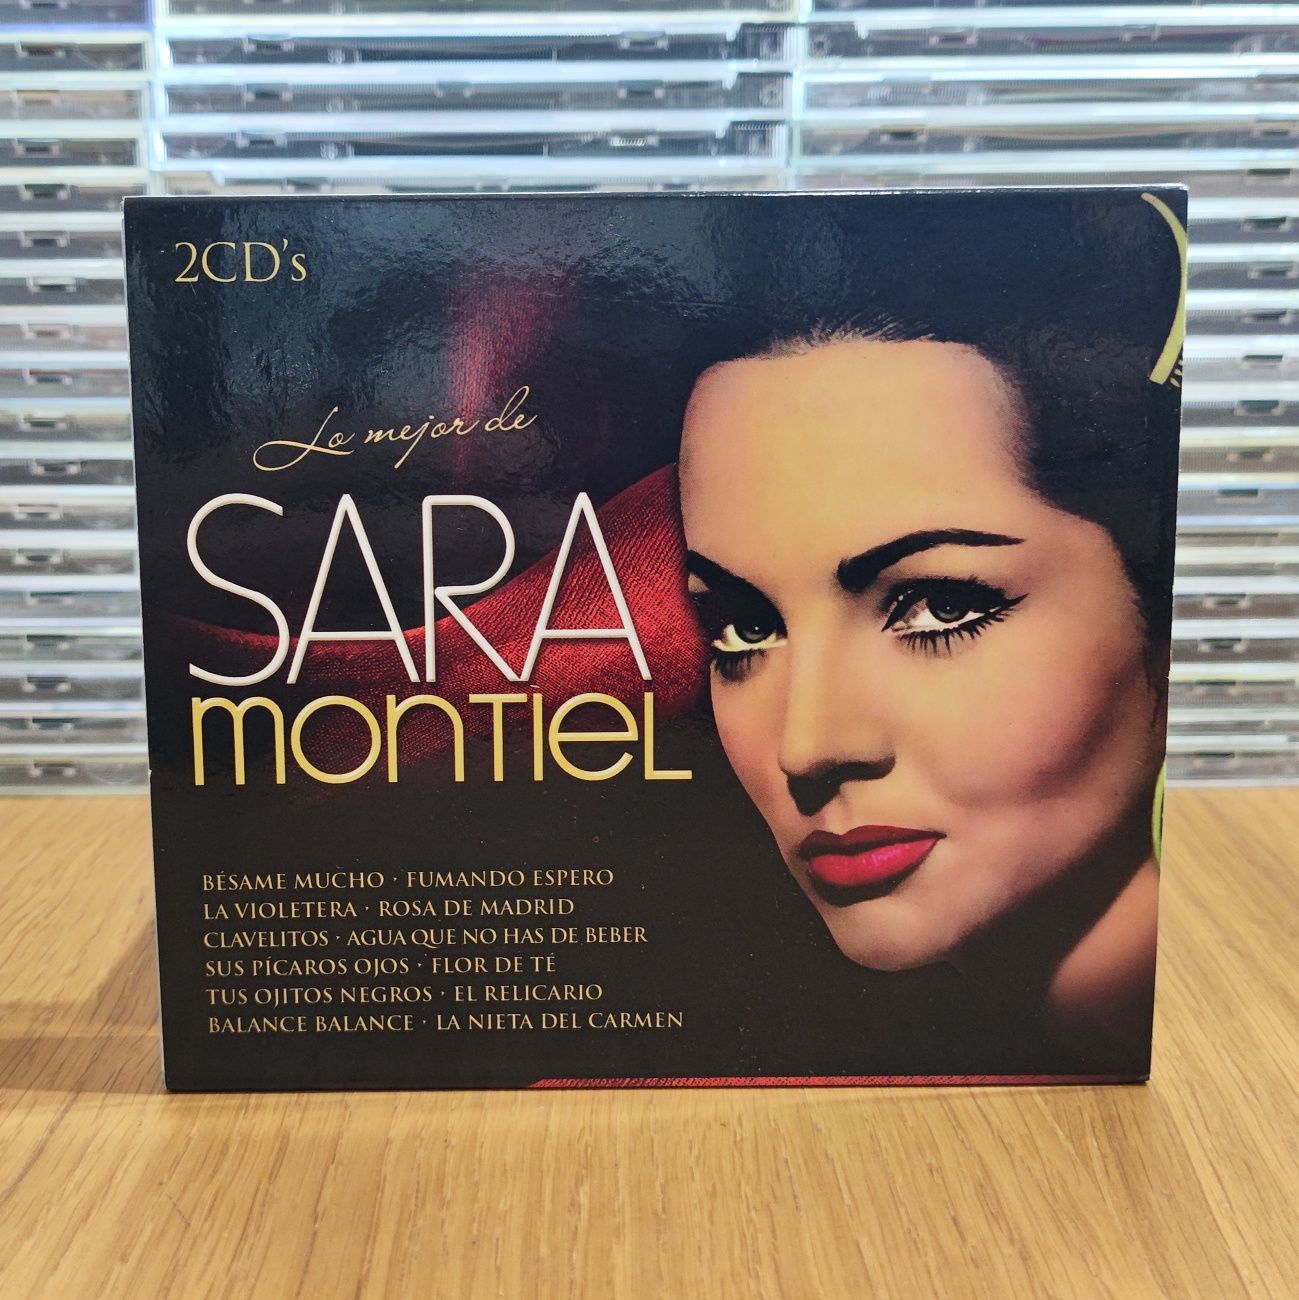 2CD's
Lo mejor de
SARA
monTIeL
BÉSAME MUCHO · FUMANDO ESPERO
LA VIOLETERA · ROSA DE MADRID
CLAVELITOS · AGUA QUE NO HAS DE BEBER
SUS PÍCAROS OJOS · FLOR DE TÉ
TUS OJITOS NEGROS · EL RELICARIO
BALANCE BALANCE · LA NIETA DEL CARMEN